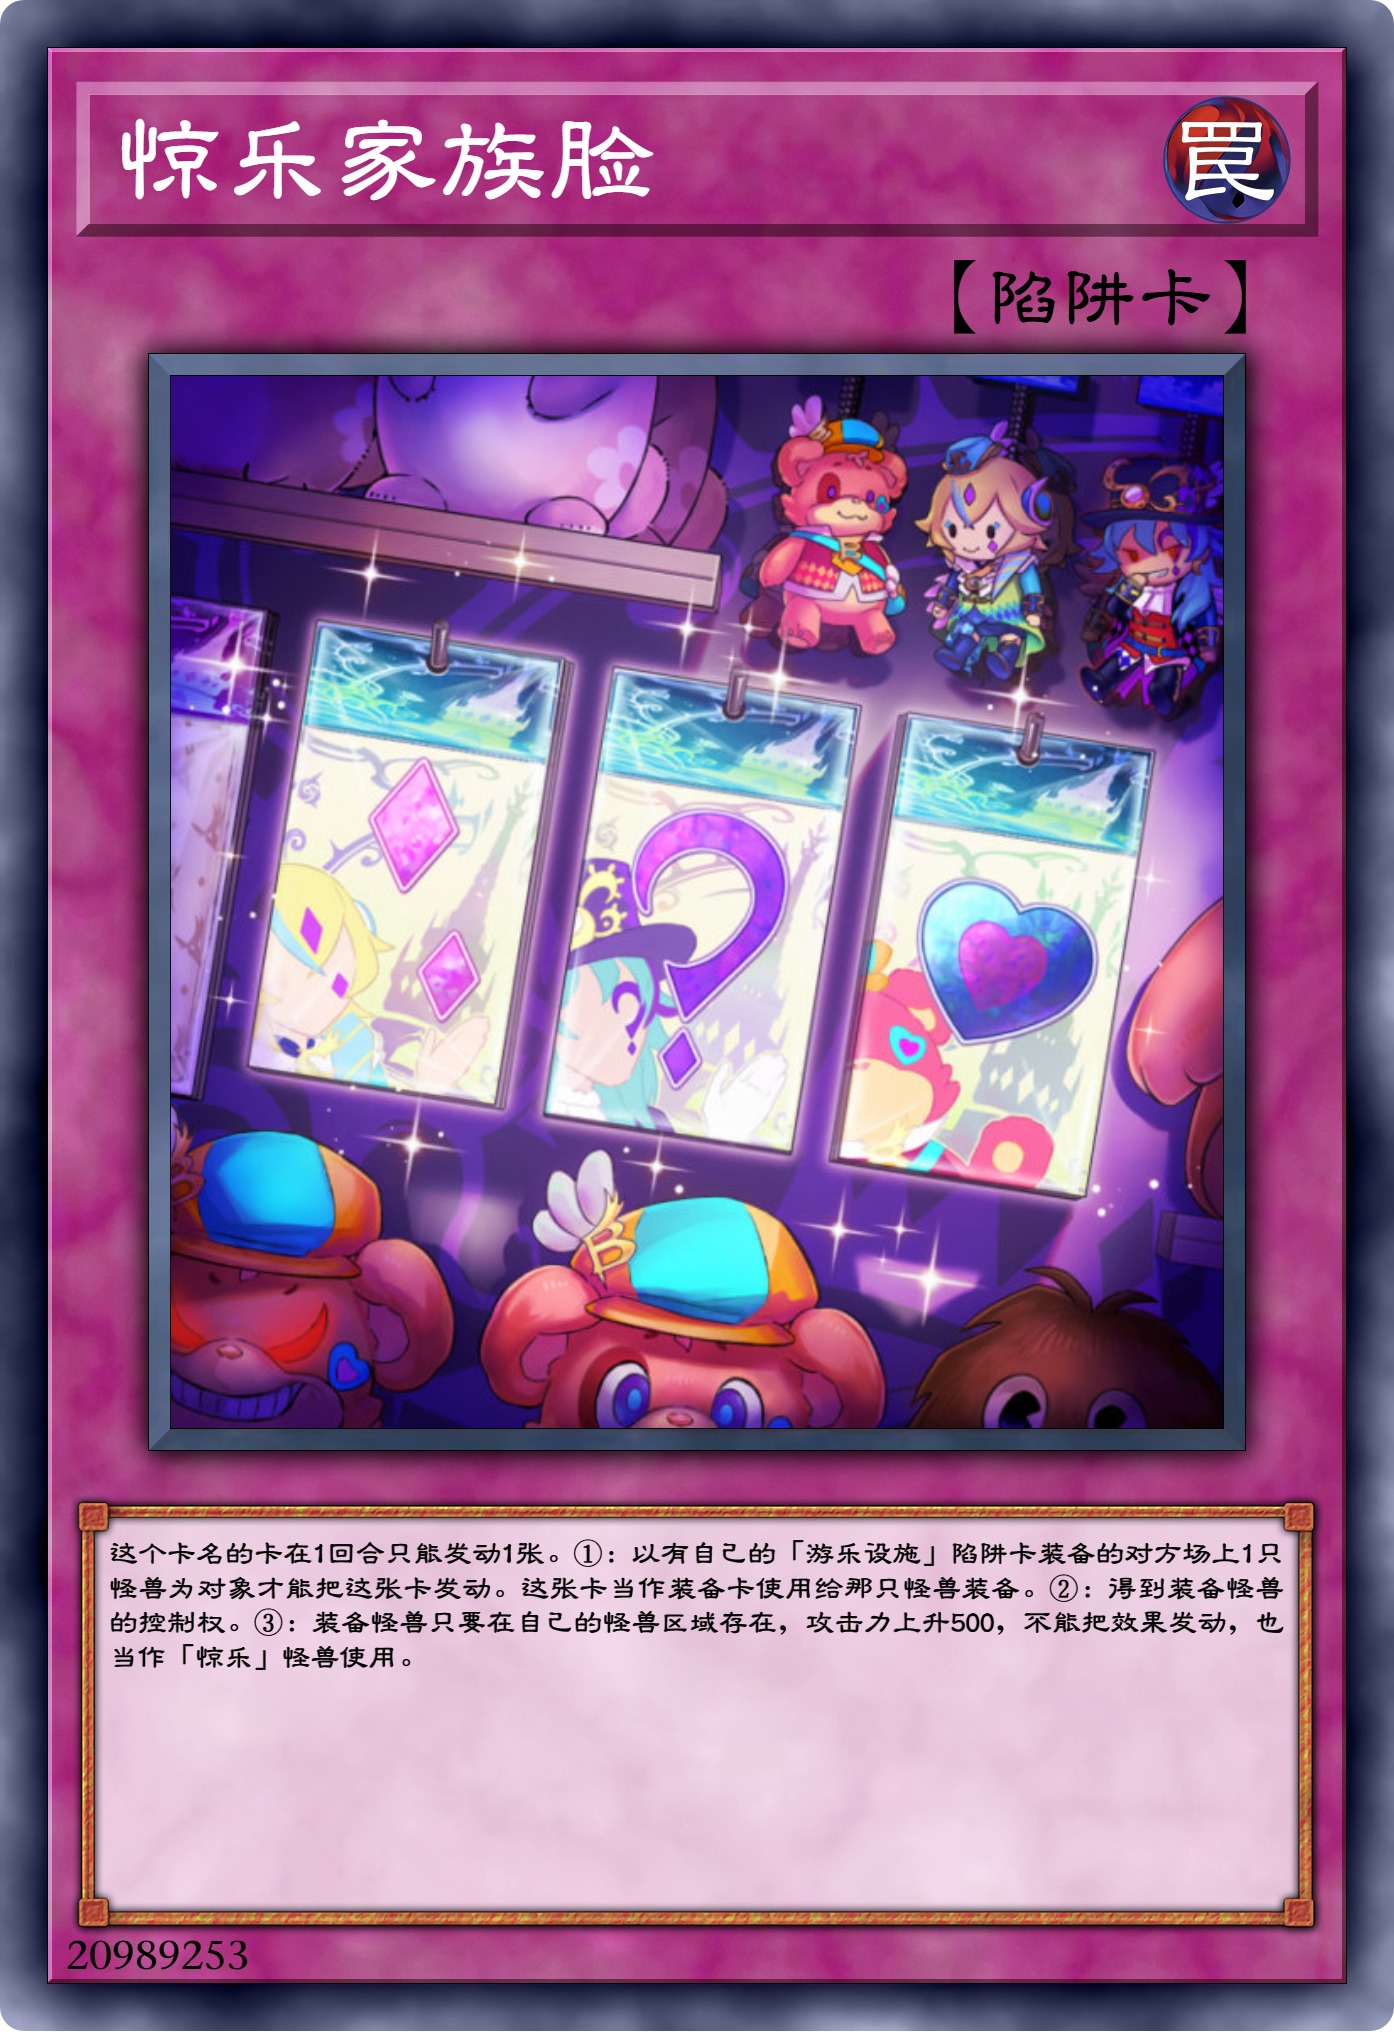 惊乐家族脸
罠
【陷阱卡】
B
这个卡名的卡在1回合只能发动1张。①：以有自己的「游乐设施」陷阱卡装备的对方场上1只
怪兽为对象才能把这张卡发动。这张卡当作装备卡使用给那只怪兽装备。②：得到装备怪兽
的控制权。③：装备怪兽只要在自己的怪兽区域存在，攻击力上升500，不能把效果发动，也
当作「惊乐」怪兽使用。
20989253